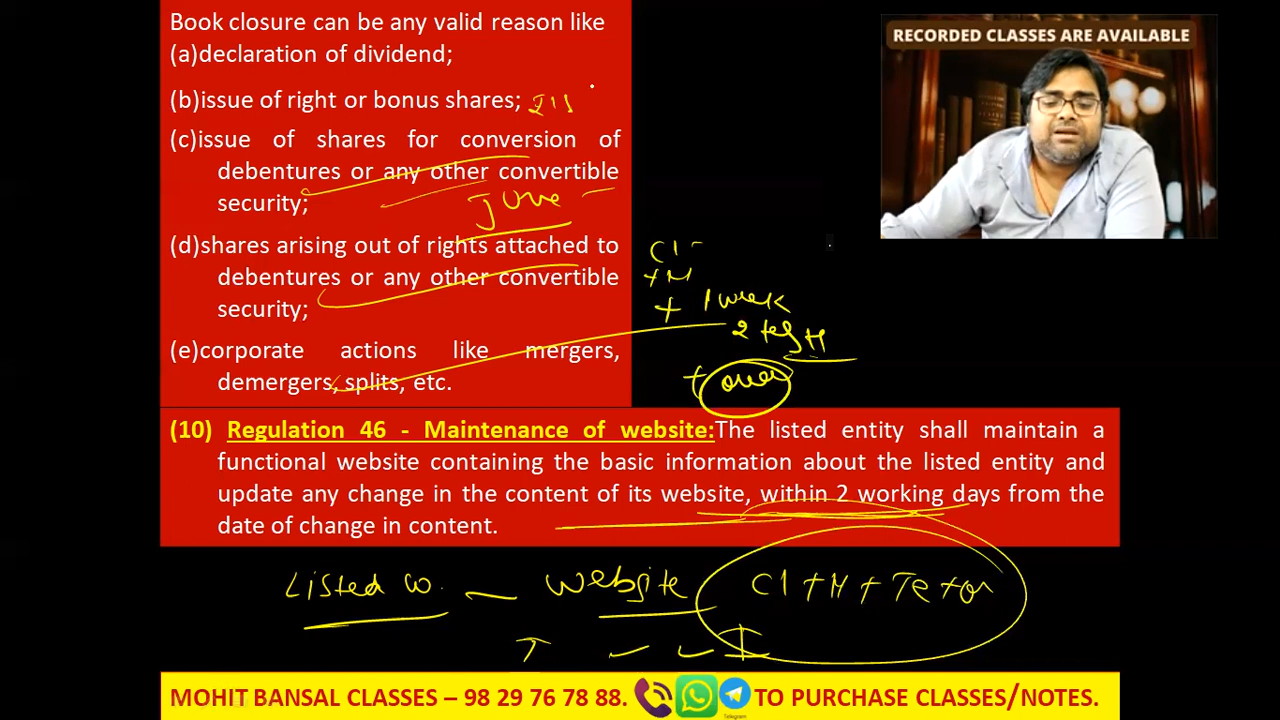 Book closure can be any valid reason like
(a)declaration of dividend;
(b)issue of right or bonus shares;
(c)issue of shares for conversion of
debentures or any other convertible
security;
June
(d)shares arising out of rights attached to
debentures or any other convertible
security;
(e)corporate actions like mergers,
demergers, splits, etc.
+ M
+ 1 week
RECORDED CLASSES ARE AVAILABLE
(10) Regulation 46 - Maintenance of website:The listed entity shall maintain a
functional website containing the basic information about the listed entity and
update any change in the content of its website, within 2 working days from the
date of change in content.
Listed Co. - Website
MOHIT BANSAL CLASSES – 98 29 76 78 88. TO PURCHASE CLASSES/NOTES.
Telegram